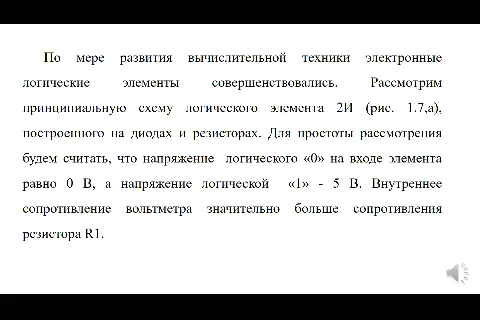 По мере развития вычислительной техники электронные
логические элементы совершенствовались. Рассмотрим
принципиальную схему логического элемента 2И (рис. 1.7,а),
построенного на диодах и резисторах. Для простоты рассмотрения
будем считать, что напряжение логического «0» на входе элемента
равно 0 В, а напряжение логической «1» - 5 В. Внутреннее
сопротивление вольтметра значительно больше сопротивления
резистора R1.